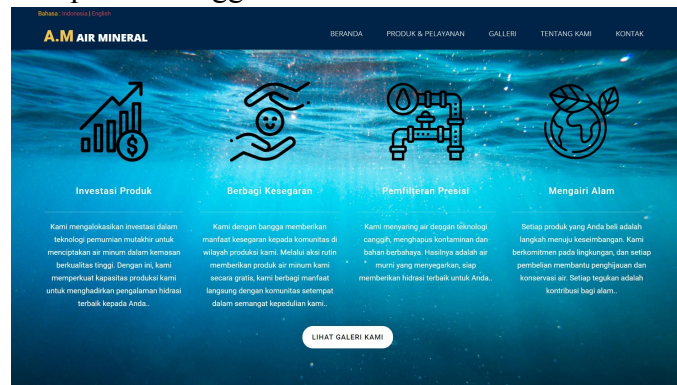 Bahasa : Indonesia | English
A.M AIR MINERAL
BERANDA PRODUK & PELAYANAN GALLERI TENTANG KAMI KONTAK
Investasi Produk
Kami mengalokasikan investasi dalam
teknologi pemurnian mutakhir untuk
menciptakan air minum dalam kemasan
berkualitas tinggi. Dengan ini, kami
memperkuat kapasitas produksi kami
untuk menghadirkan pengalaman hidrasi
terbaik kepada Anda..
Berbagi Kesegaran
Kami dengan bangga memberikan
manfaat kesegaran kepada komunitas di
wilayah produksi kami. Melalui aksi rutin
memberikan produk air minum kami
secara gratis, kami berbagi manfaat
langsung dengan komunitas setempat
dalam semangat kepedulian kami..
Pemfilteran Presisi
Kami menyaring air dengan teknologi
canggih, menghapus kontaminan dan
bahan berbahaya. Hasilnya adalah air
murni yang menyegarkan, siap
memberikan hidrasi terbaik untuk Anda..
Mengairi Alam
Setiap produk yang Anda beli adalah
langkah menuju keseimbangan. Kami
berkomitmen pada lingkungan, dan setiap
pembelian membantu penghijauan dan
konservasi air. Setiap tegukan adalah
kontribusi bagi alam..
LIHAT GALERI KAMI